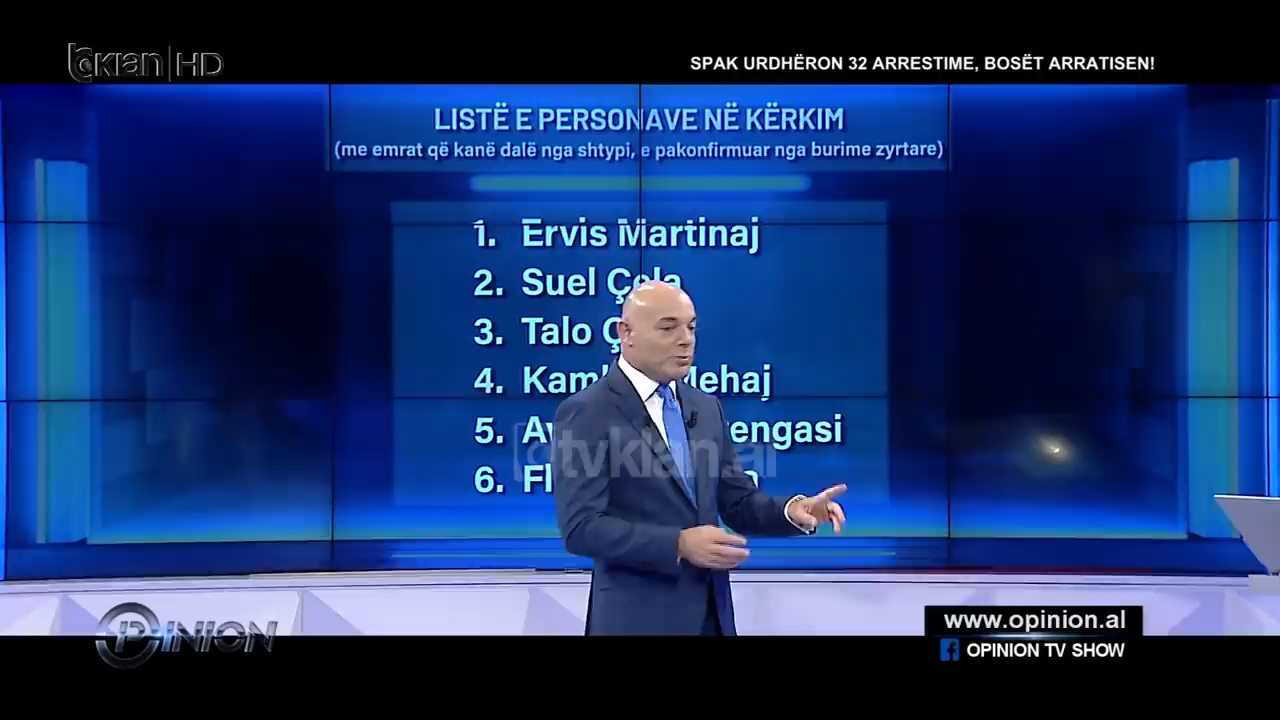 tvklan HD
SPAK URDHËRON 32 ARRESTIME, BOSËT ARRATISEN!
LISTË E PERSONAVE NË KËRKIM
(me emrat që kanë dalë nga shtypi, e pakonfirmuar nga burime zyrtare)
1. Ervis Martinaj
2. Suel Çela
3. Talo
4.
5.
6.
tvklan.al
OPINION
www.opinion.al
OPINION TV SHOW